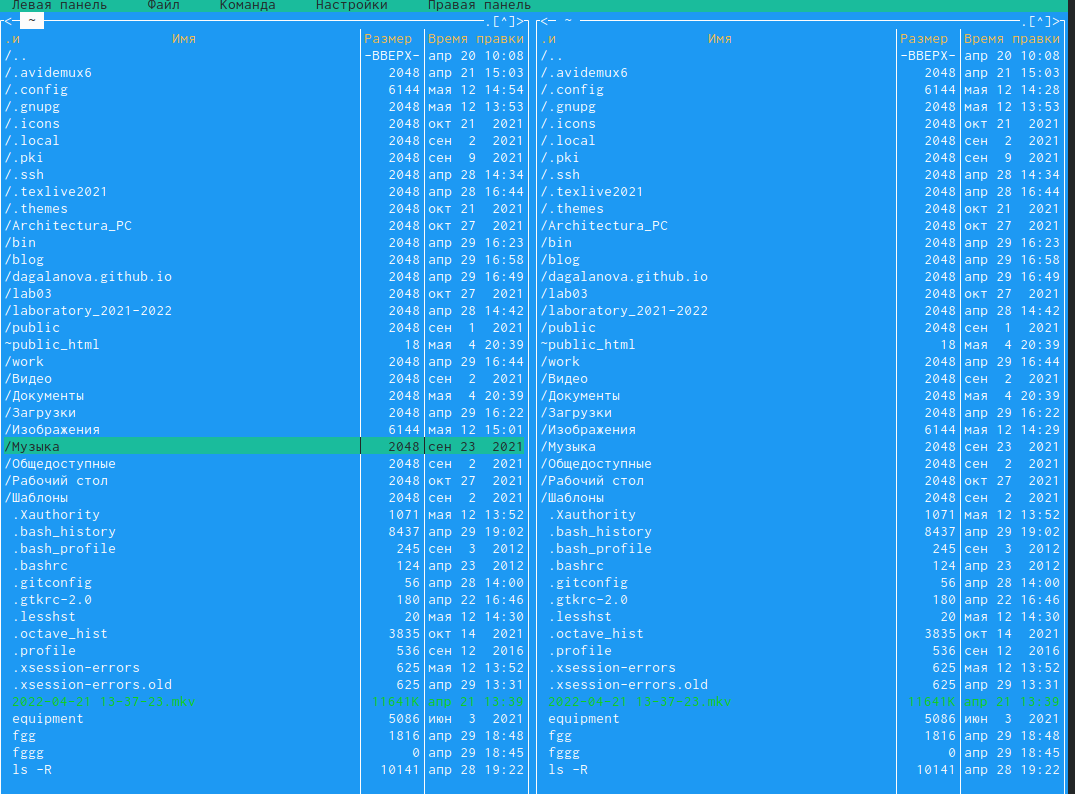 Левая панель Файл Команда Настройки Правая панель
<─ ~ .[^]> <─ ~ .[^]>
.и Имя Размер Время правки .и Имя Размер Время правки
/.. -ВВЕРХ- апр 20 10:08 /.. -ВВЕРХ- апр 20 10:08
/.avidemux6 2048 апр 21 15:03 /.avidemux6 2048 апр 21 15:03
/.config 6144 мая 12 14:54 /.config 6144 мая 12 14:28
/.gnupg 2048 мая 12 13:53 /.gnupg 2048 мая 12 13:53
/.icons 2048 окт 21 2021 /.icons 2048 окт 21 2021
/.local 2048 сен 2 2021 /.local 2048 сен 2 2021
/.pki 2048 сен 9 2021 /.pki 2048 сен 9 2021
/.ssh 2048 апр 28 14:34 /.ssh 2048 апр 28 14:34
/.texlive2021 2048 апр 28 16:44 /.texlive2021 2048 апр 28 16:44
/.themes 2048 окт 21 2021 /.themes 2048 окт 21 2021
/Architectura_PC 2048 окт 27 2021 /Architectura_PC 2048 окт 27 2021
/bin 2048 апр 29 16:23 /bin 2048 апр 29 16:23
/blog 2048 апр 29 16:58 /blog 2048 апр 29 16:58
/dagalanova.github.io 2048 апр 29 16:49 /dagalanova.github.io 2048 апр 29 16:49
/lab03 2048 окт 27 2021 /lab03 2048 окт 27 2021
/laboratory_2021-2022 2048 апр 28 14:42 /laboratory_2021-2022 2048 апр 28 14:42
/public 2048 сен 1 2021 /public 2048 сен 1 2021
~public_html 18 мая 4 20:39 ~public_html 18 мая 4 20:39
/work 2048 апр 29 16:44 /work 2048 апр 29 16:44
/Видео 2048 сен 2 2021 /Видео 2048 сен 2 2021
/Документы 2048 мая 4 20:39 /Документы 2048 мая 4 20:39
/Загрузки 2048 апр 29 16:22 /Загрузки 2048 апр 29 16:22
/Изображения 6144 мая 12 15:01 /Изображения 6144 мая 12 14:29
/Музыка 2048 сен 23 2021 /Музыка 2048 сен 23 2021
/Общедоступные 2048 сен 2 2021 /Общедоступные 2048 сен 2 2021
/Рабочий стол 2048 окт 27 2021 /Рабочий стол 2048 окт 27 2021
/Шаблоны 2048 сен 2 2021 /Шаблоны 2048 сен 2 2021
.Xauthority 1071 мая 12 13:52 .Xauthority 1071 мая 12 13:52
.bash_history 8437 апр 29 19:02 .bash_history 8437 апр 29 19:02
.bash_profile 245 сен 3 2012 .bash_profile 245 сен 3 2012
.bashrc 124 апр 23 2012 .bashrc 124 апр 23 2012
.gitconfig 56 апр 28 14:00 .gitconfig 56 апр 28 14:00
.gtkrc-2.0 180 апр 22 16:46 .gtkrc-2.0 180 апр 22 16:46
.lesshst 20 мая 12 14:30 .lesshst 20 мая 12 14:30
.octave_hist 3835 окт 14 2021 .octave_hist 3835 окт 14 2021
.profile 536 сен 12 2016 .profile 536 сен 12 2016
.xsession-errors 625 мая 12 13:52 .xsession-errors 625 мая 12 13:52
.xsession-errors.old 625 апр 29 13:31 .xsession-errors.old 625 апр 29 13:31
equipment 5086 июн 3 2021 equipment 5086 июн 3 2021
fgg 1816 апр 29 18:48 fgg 1816 апр 29 18:48
fggg 0 апр 29 18:45 fggg 0 апр 29 18:45
ls -R 10141 апр 28 19:22 ls -R 10141 апр 28 19:22